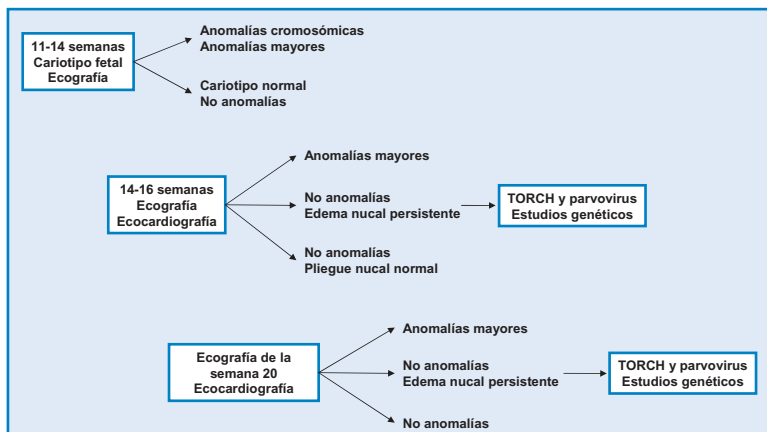 11-14 semanas
Cariotipo fetal
Ecografía
Anomalías cromosómicas
Anomalías mayores
Cariotipo normal
No anomalías
14-16 semanas
Ecografía
Ecocardiografía
Anomalías mayores
No anomalías
Edema nucal persistente
TORCH y parvovirus
Estudios genéticos
No anomalías
Pliegue nucal normal
Ecografía de la
semana 20
Ecocardiografía
Anomalías mayores
No anomalías
Edema nucal persistente
TORCH y parvovirus
Estudios genéticos
No anomalías